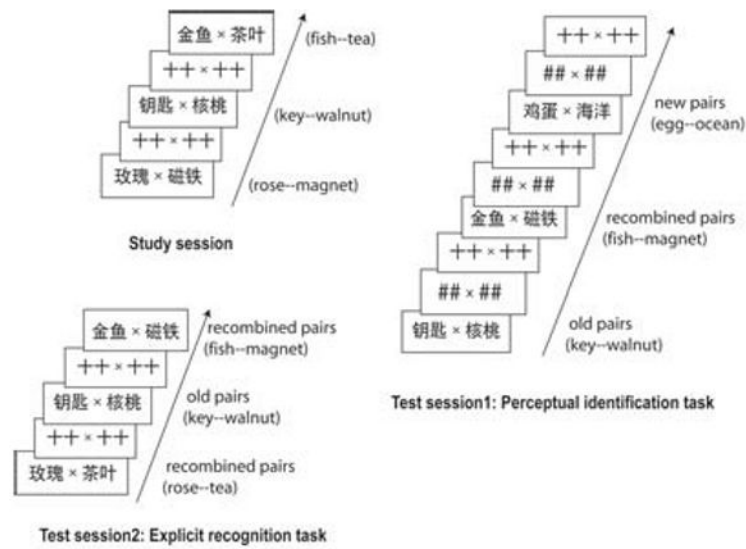 金鱼 × 茶叶
(fish--tea)
++ × ++
钥匙 × 核桃
(key--walnut)
++ × ++
玫瑰 × 磁铁
(rose--magnet)
Study session
++ × ++
## × ##
鸡蛋 × 海洋
new pairs
(egg--ocean)
++ × ++
## × ##
金鱼 × 磁铁
recombined pairs
(fish--magnet)
++ × ++
## × ##
钥匙 × 核桃
old pairs
(key--walnut)
Test session1: Perceptual identification task
金鱼 × 磁铁
recombined pairs
(fish--magnet)
++ × ++
钥匙 × 核桃
old pairs
(key--walnut)
++ × ++
玫瑰 × 茶叶
recombined pairs
(rose--tea)
Test session2: Explicit recognition task